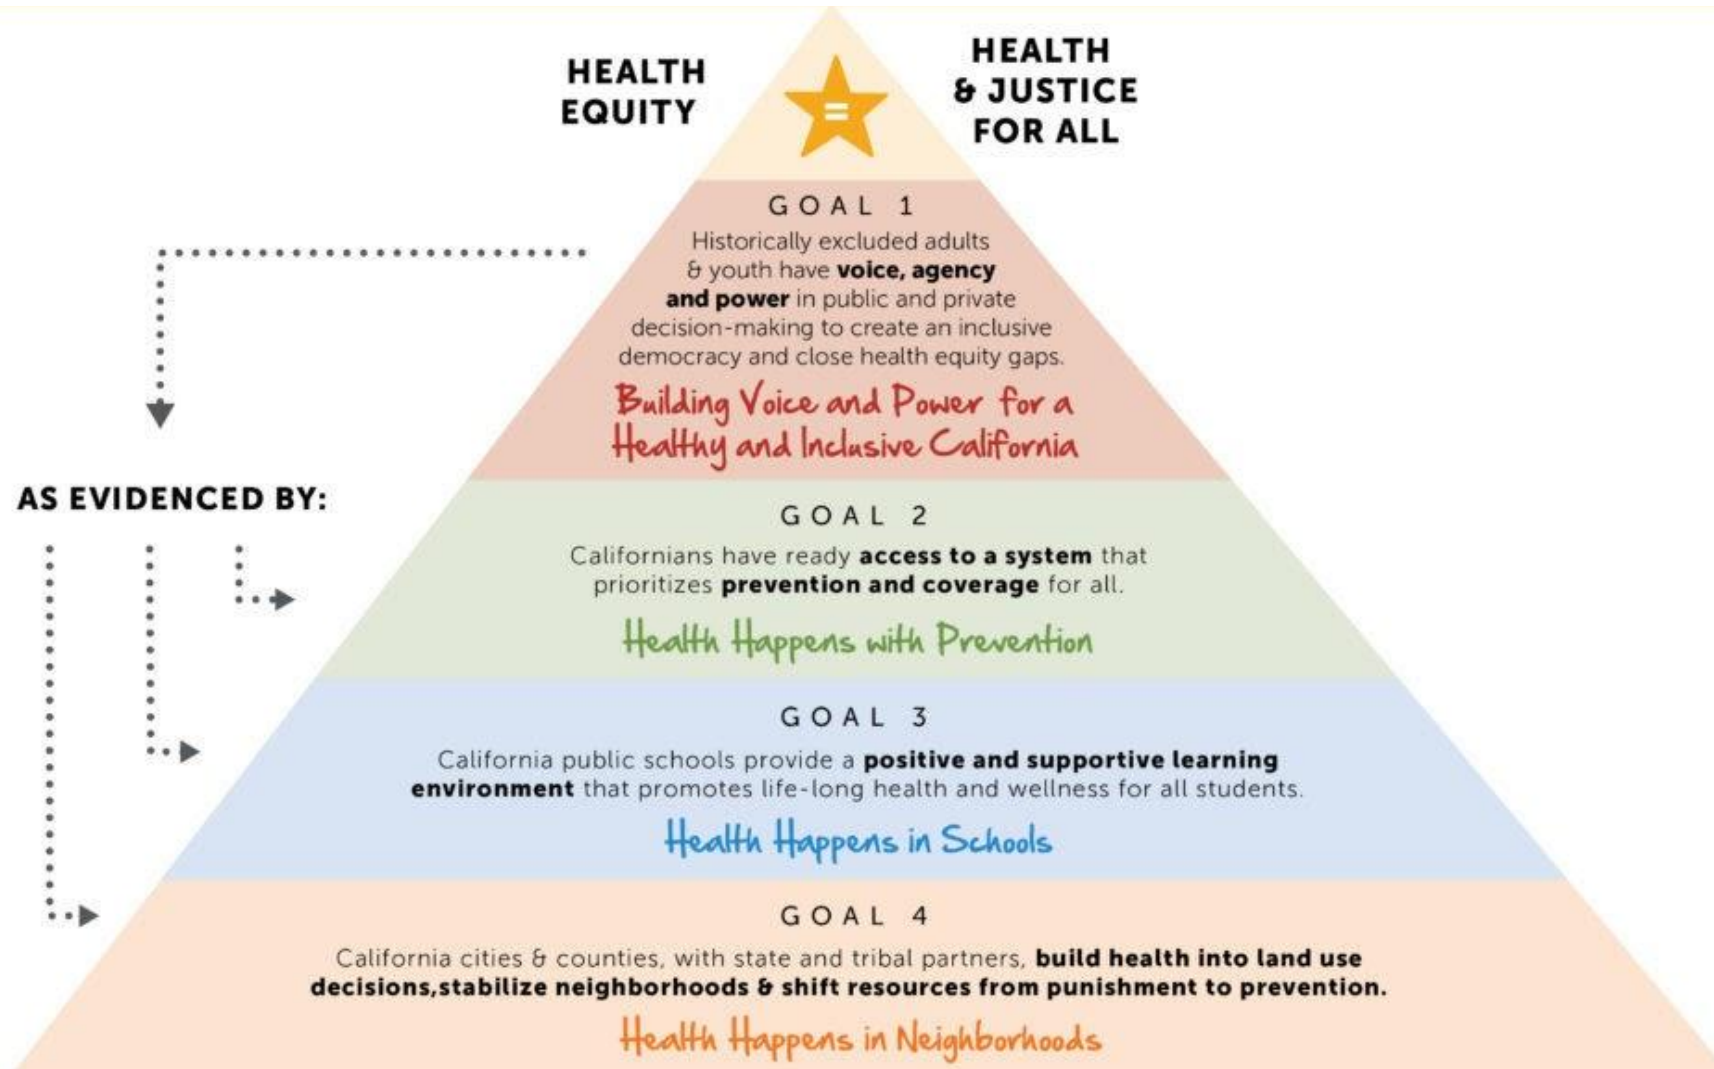 HEALTH
EQUITY
=
HEALTH
& JUSTICE
FOR ALL
GOAL 1
Historically excluded adults
& youth have voice, agency
and power in public and private
decision-making to create an inclusive
democracy and close health equity gaps.
Building Voice and Power for a
Healthy and Inclusive California
AS EVIDENCED BY:
GOAL 2
Californians have ready access to a system that
prioritizes prevention and coverage for all.
Health Happens with Prevention
GOAL 3
California public schools provide a positive and supportive learning
environment that promotes life-long health and wellness for all students.
Health Happens in Schools
GOAL 4
California cities & counties, with state and tribal partners, build health into land use
decisions,stabilize neighborhoods & shift resources from punishment to prevention.
Health Happens in Neighborhoods